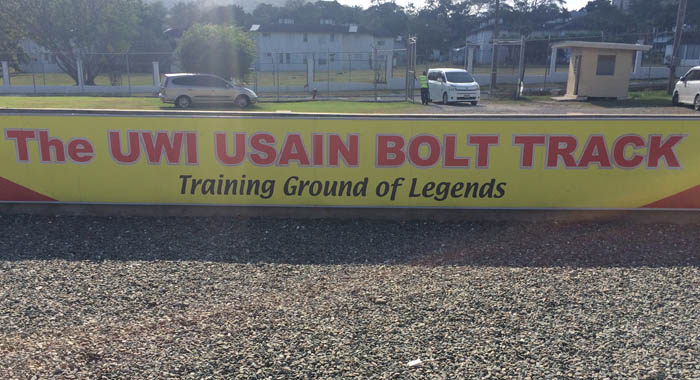 The UWI USAIN BOLT TRACK
Training Ground of Legends